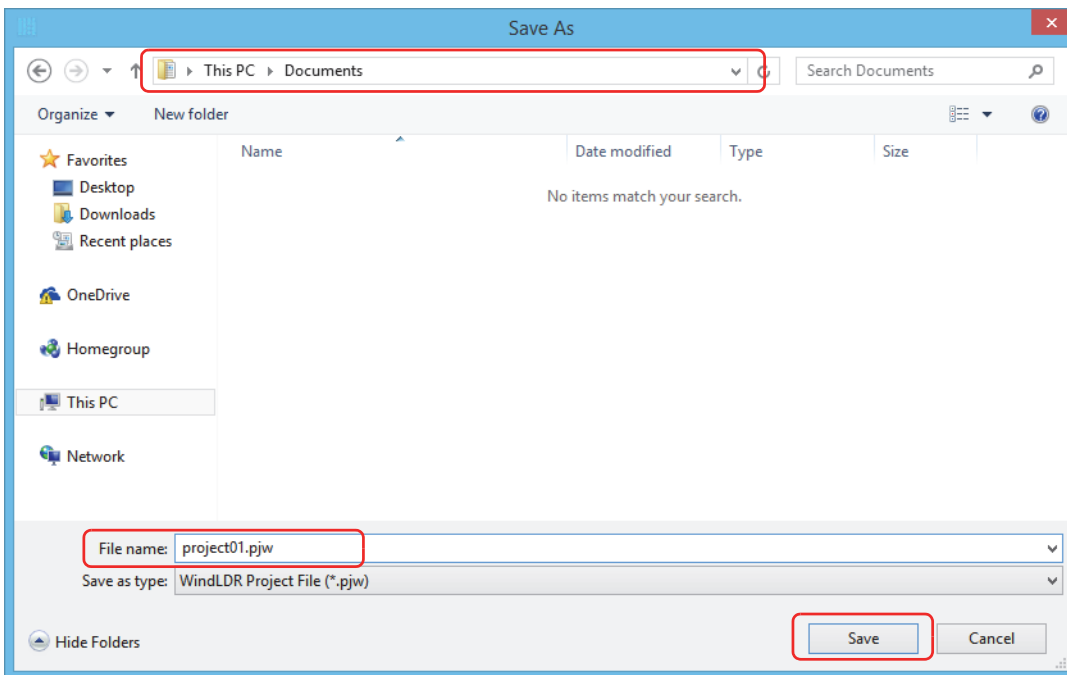 Save As
This PC Documents Search Documents
Organize New folder
Name Date modified Type Size
No items match your search.
Favorites
Desktop
Downloads
Recent places
OneDrive
Homegroup
This PC
Network
File name: project01.pjw
Save as type: WindLDR Project File (*.pjw)
Hide Folders Save Cancel